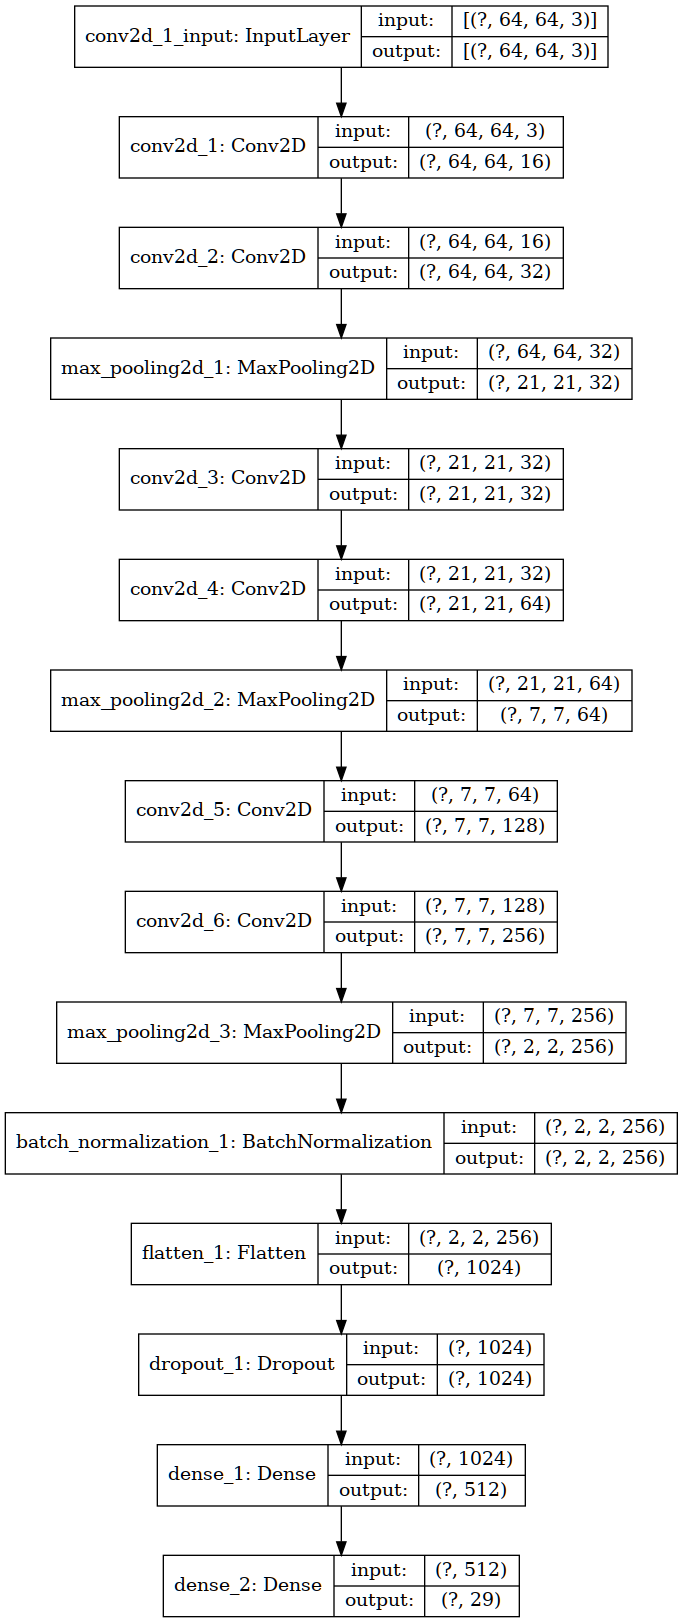 conv2d_1_input: InputLayer
input: [(?, 64, 64, 3)]
output: [(?, 64, 64, 3)]
conv2d_1: Conv2D
input: (?, 64, 64, 3)
output: (?, 64, 64, 16)
conv2d_2: Conv2D
input: (?, 64, 64, 16)
output: (?, 64, 64, 32)
max_pooling2d_1: MaxPooling2D
input: (?, 64, 64, 32)
output: (?, 21, 21, 32)
conv2d_3: Conv2D
input: (?, 21, 21, 32)
output: (?, 21, 21, 32)
conv2d_4: Conv2D
input: (?, 21, 21, 32)
output: (?, 21, 21, 64)
max_pooling2d_2: MaxPooling2D
input: (?, 21, 21, 64)
output: (?, 7, 7, 64)
conv2d_5: Conv2D
input: (?, 7, 7, 64)
output: (?, 7, 7, 128)
conv2d_6: Conv2D
input: (?, 7, 7, 128)
output: (?, 7, 7, 256)
max_pooling2d_3: MaxPooling2D
input: (?, 7, 7, 256)
output: (?, 2, 2, 256)
batch_normalization_1: BatchNormalization
input: (?, 2, 2, 256)
output: (?, 2, 2, 256)
flatten_1: Flatten
input: (?, 2, 2, 256)
output: (?, 1024)
dropout_1: Dropout
input: (?, 1024)
output: (?, 1024)
dense_1: Dense
input: (?, 1024)
output: (?, 512)
dense_2: Dense
input: (?, 512)
output: (?, 29)